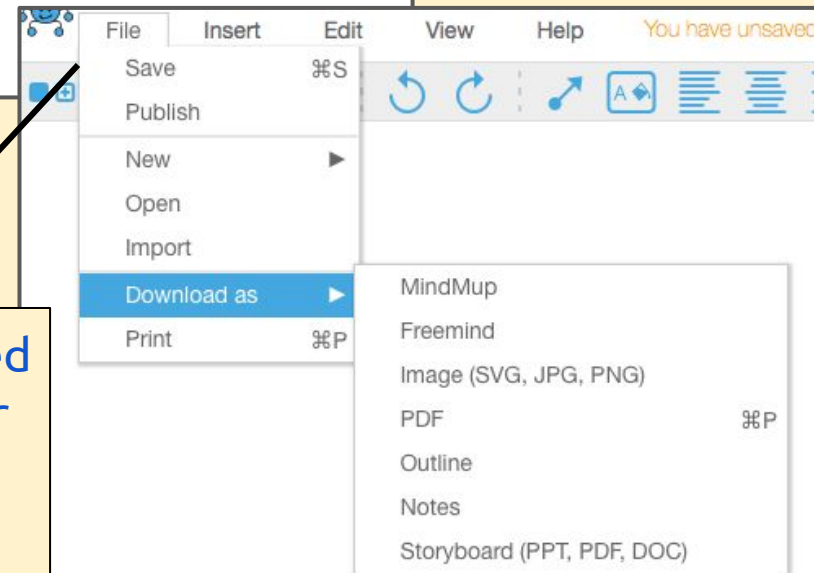 File Insert Edit View Help You have unsaved
Save ⌘S
Publish
New ▶
Open
Import
Download as ▶
Print ⌘P
MindMup
Freemind
Image (SVG, JPG, PNG)
PDF ⌘P
Outline
Notes
Storyboard (PPT, PDF, DOC)
A